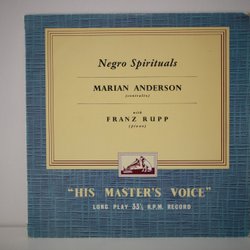 Negro Spirituals
MARIAN ANDERSON
(contralto)
with
FRANZ RUPP
(piano)
"HIS MASTER'S VOICE"
LONG PLAY 33⅓ R.P.M. RECORD